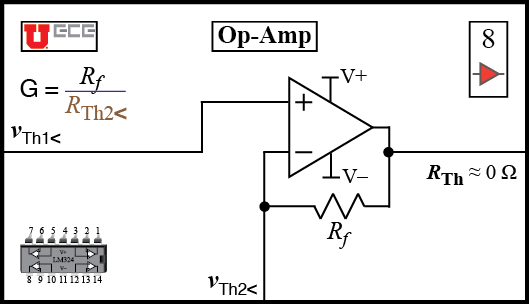 U ECE
Op-Amp
8
G = Rf / RTh2<
vTh1<
V+
+
−
V−
RTh ≈ 0 Ω
Rf
7 6 5 4 3 2 1
V+
LM324
V−
8 9 10 11 12 13 14
vTh2<